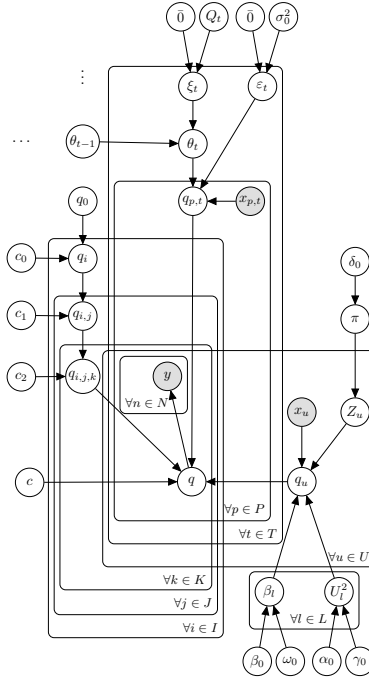 0̄ Q_t 0̄ σ_0^2
⋮ ξ_t ε_t
⋯ θ_{t−1} θ_t
q_0 q_{p,t} x_{p,t}
c_0 q_i δ_0
c_1 q_{i,j} π
c_2 q_{i,j,k} y
∀n ∈ N x_u Z_u
c q q_u
∀p ∈ P
∀t ∈ T
∀u ∈ U
∀k ∈ K β_l U_l^2
∀j ∈ J ∀l ∈ L
∀i ∈ I
β_0 ω_0 α_0 γ_0